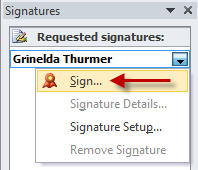 Signatures
Requested signatures:
Grinelda Thurmer
Sign...
Signature Details...
Signature Setup...
Remove Signature